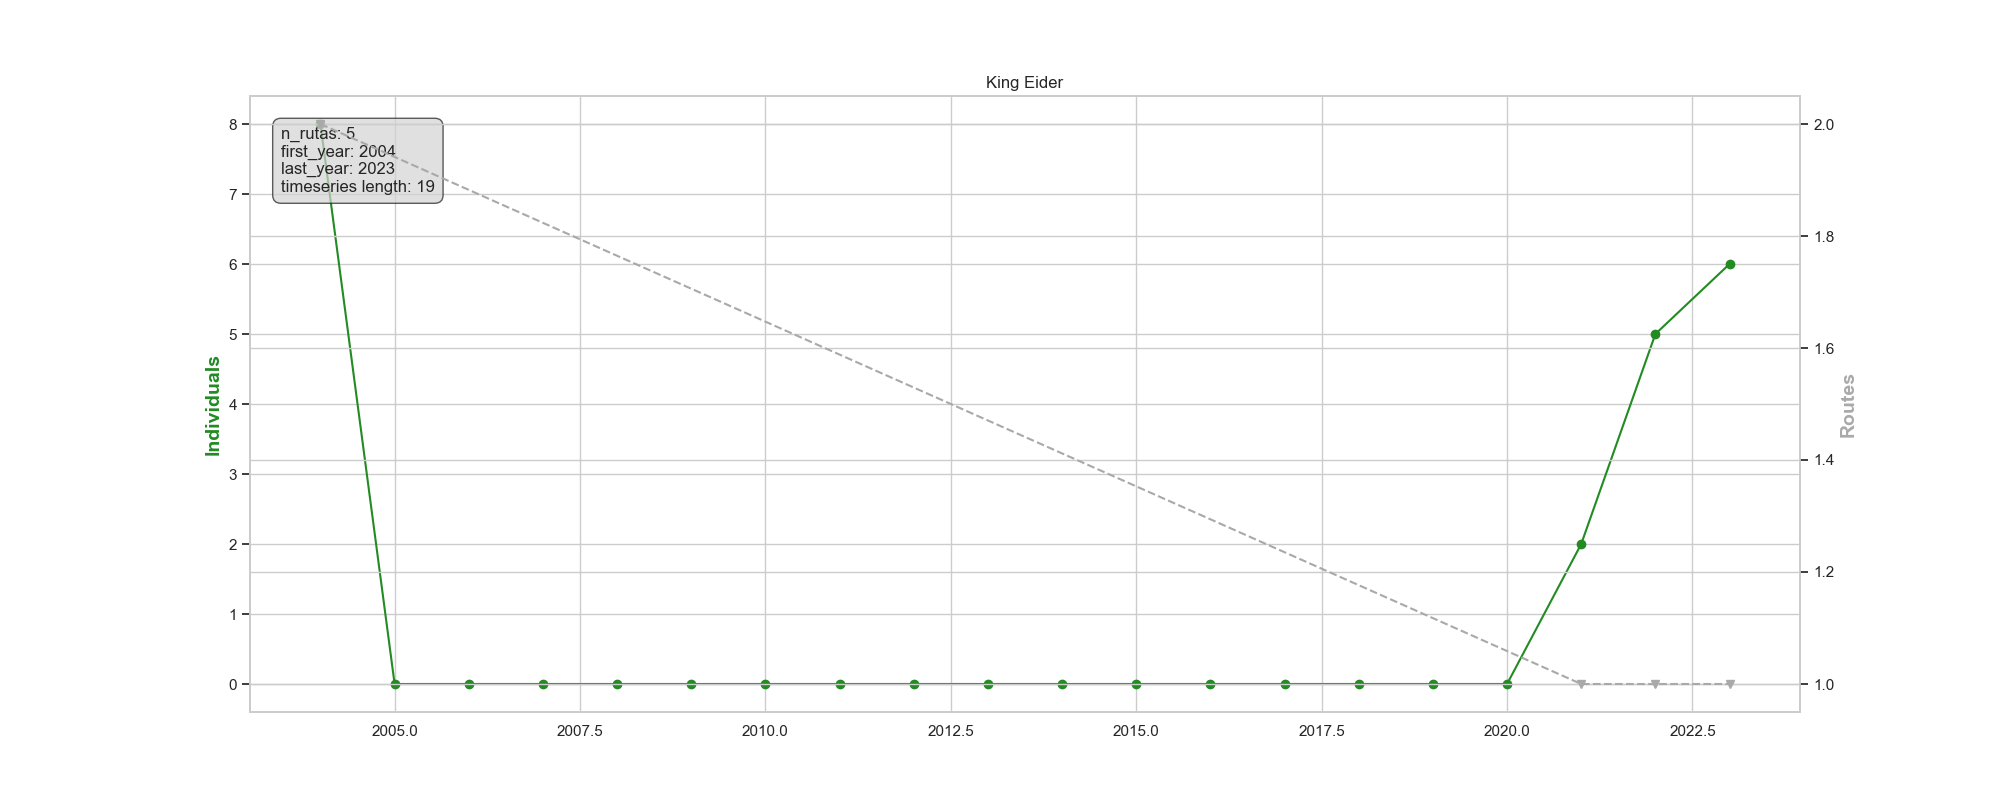 King Eider
n_rutas: 5
first_year: 2004
last_year: 2023
timeseries length: 19
Individuals
8
7
6
5
4
3
2
1
0
2005.0 2007.5 2010.0 2012.5 2015.0 2017.5 2020.0 2022.5
2.0
1.8
1.6
1.4
1.2
1.0
Routes